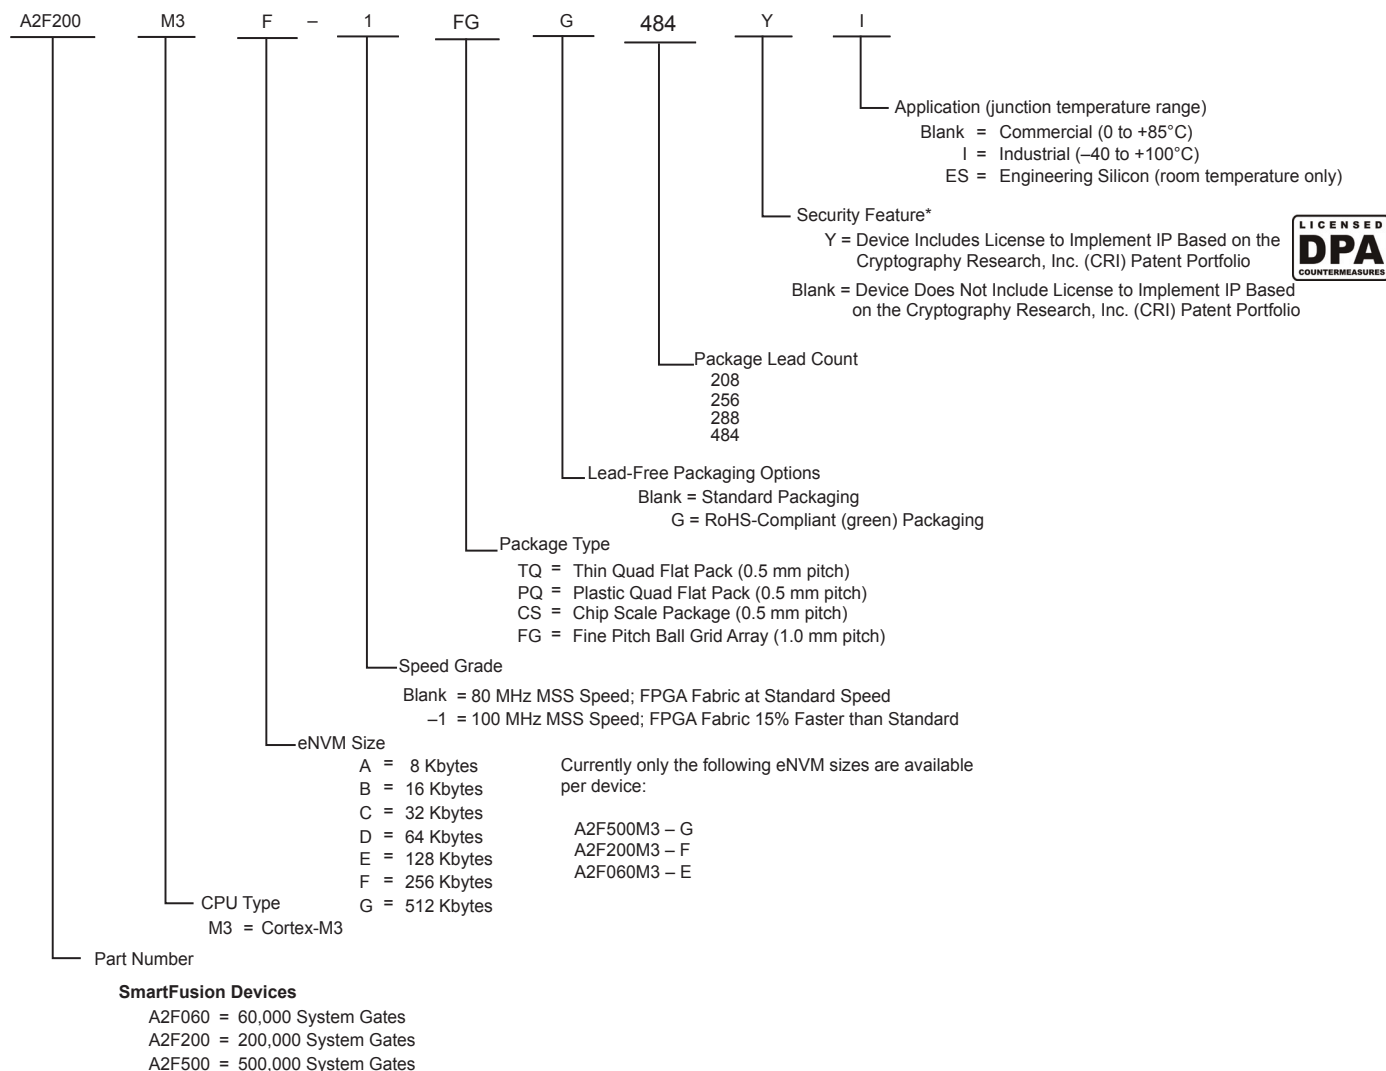 A2F200 M3 F – 1 FG G 484 Y I
Application (junction temperature range)
Blank = Commercial (0 to +85°C)
I = Industrial (–40 to +100°C)
ES = Engineering Silicon (room temperature only)
Security Feature*
Y = Device Includes License to Implement IP Based on the
Cryptography Research, Inc. (CRI) Patent Portfolio
LICENSED
DPA
COUNTERMEASURES
Blank = Device Does Not Include License to Implement IP Based
on the Cryptography Research, Inc. (CRI) Patent Portfolio
Package Lead Count
208
256
288
484
Lead-Free Packaging Options
Blank = Standard Packaging
G = RoHS-Compliant (green) Packaging
Package Type
TQ = Thin Quad Flat Pack (0.5 mm pitch)
PQ = Plastic Quad Flat Pack (0.5 mm pitch)
CS = Chip Scale Package (0.5 mm pitch)
FG = Fine Pitch Ball Grid Array (1.0 mm pitch)
Speed Grade
Blank = 80 MHz MSS Speed; FPGA Fabric at Standard Speed
–1 = 100 MHz MSS Speed; FPGA Fabric 15% Faster than Standard
eNVM Size
A = 8 Kbytes
B = 16 Kbytes
C = 32 Kbytes
D = 64 Kbytes
E = 128 Kbytes
F = 256 Kbytes
G = 512 Kbytes
Currently only the following eNVM sizes are available
per device:
A2F500M3 – G
A2F200M3 – F
A2F060M3 – E
CPU Type
M3 = Cortex-M3
Part Number
SmartFusion Devices
A2F060 = 60,000 System Gates
A2F200 = 200,000 System Gates
A2F500 = 500,000 System Gates